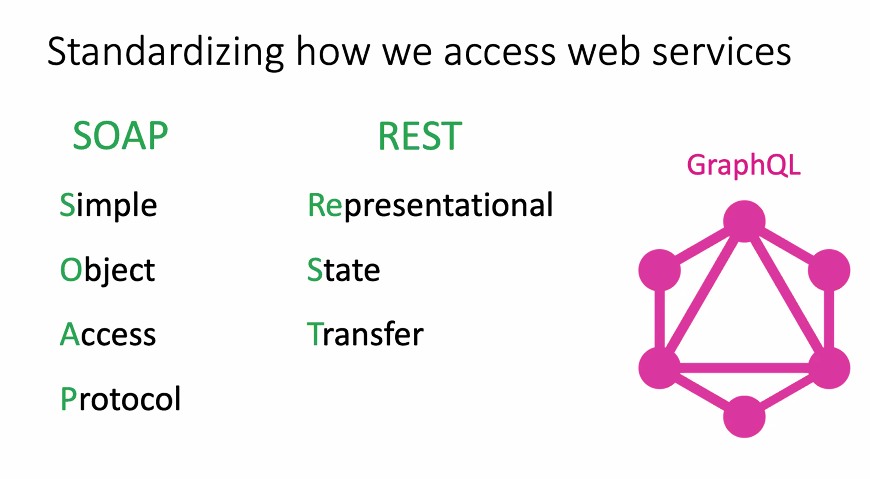 Standardizing how we access web services
SOAP
Simple
Object
Access
Protocol
REST
Representational
State
Transfer
GraphQL